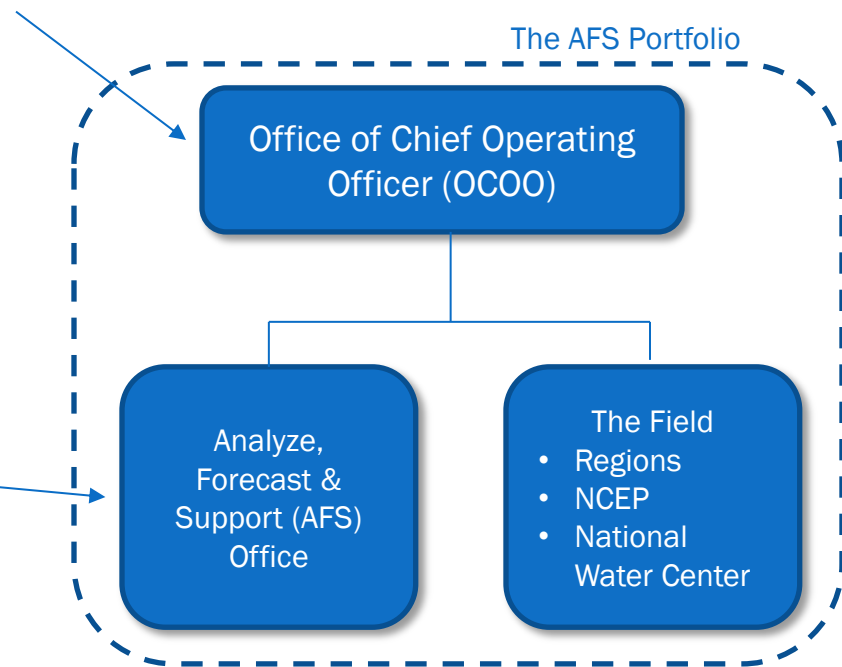 The AFS Portfolio
Office of Chief Operating
Officer (OCOO)
Analyze,
Forecast &
Support (AFS)
Office
The Field
• Regions
• NCEP
• National
Water Center